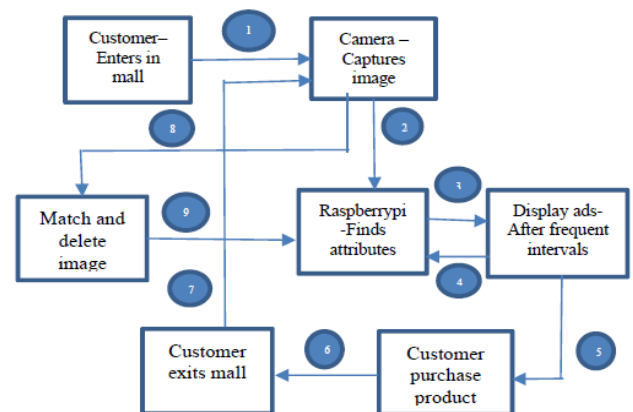 1
Customer–
Enters in
mall
Camera –
Captures
image
8
2
Match and
delete
image
9
Raspberrypi
-Finds
attributes
3
Display ads-
After frequent
intervals
4
7
Customer
exits mall
6
Customer
purchase
product
5